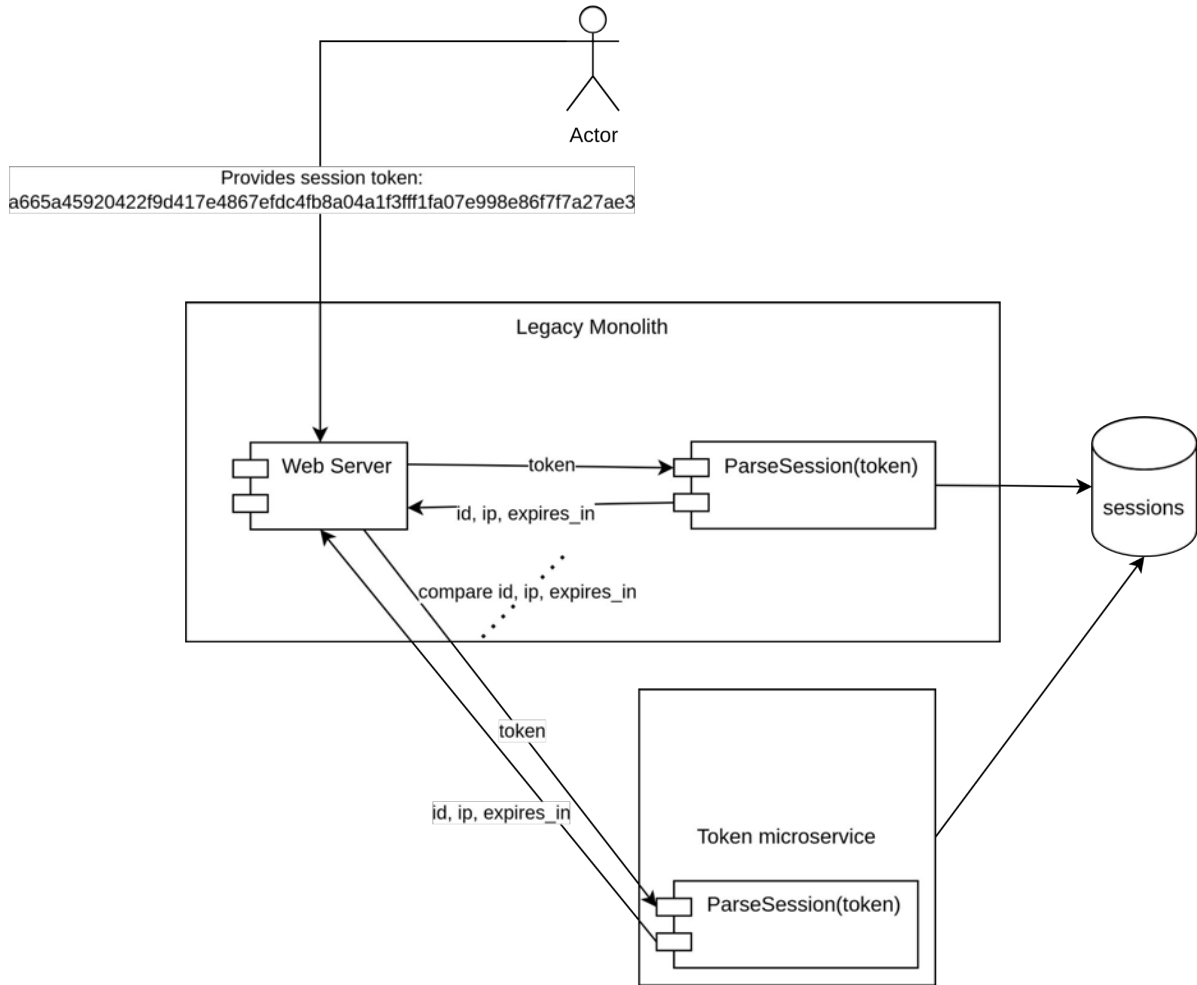 Actor
Provides session token:
a665a45920422f9d417e4867efdc4fb8a04a1f3fff1fa07e998e86f7f7a27ae3
Legacy Monolith
Web Server
token
ParseSession(token)
id, ip, expires_in
sessions
compare id, ip, expires_in
token
id, ip, expires_in
Token microservice
ParseSession(token)